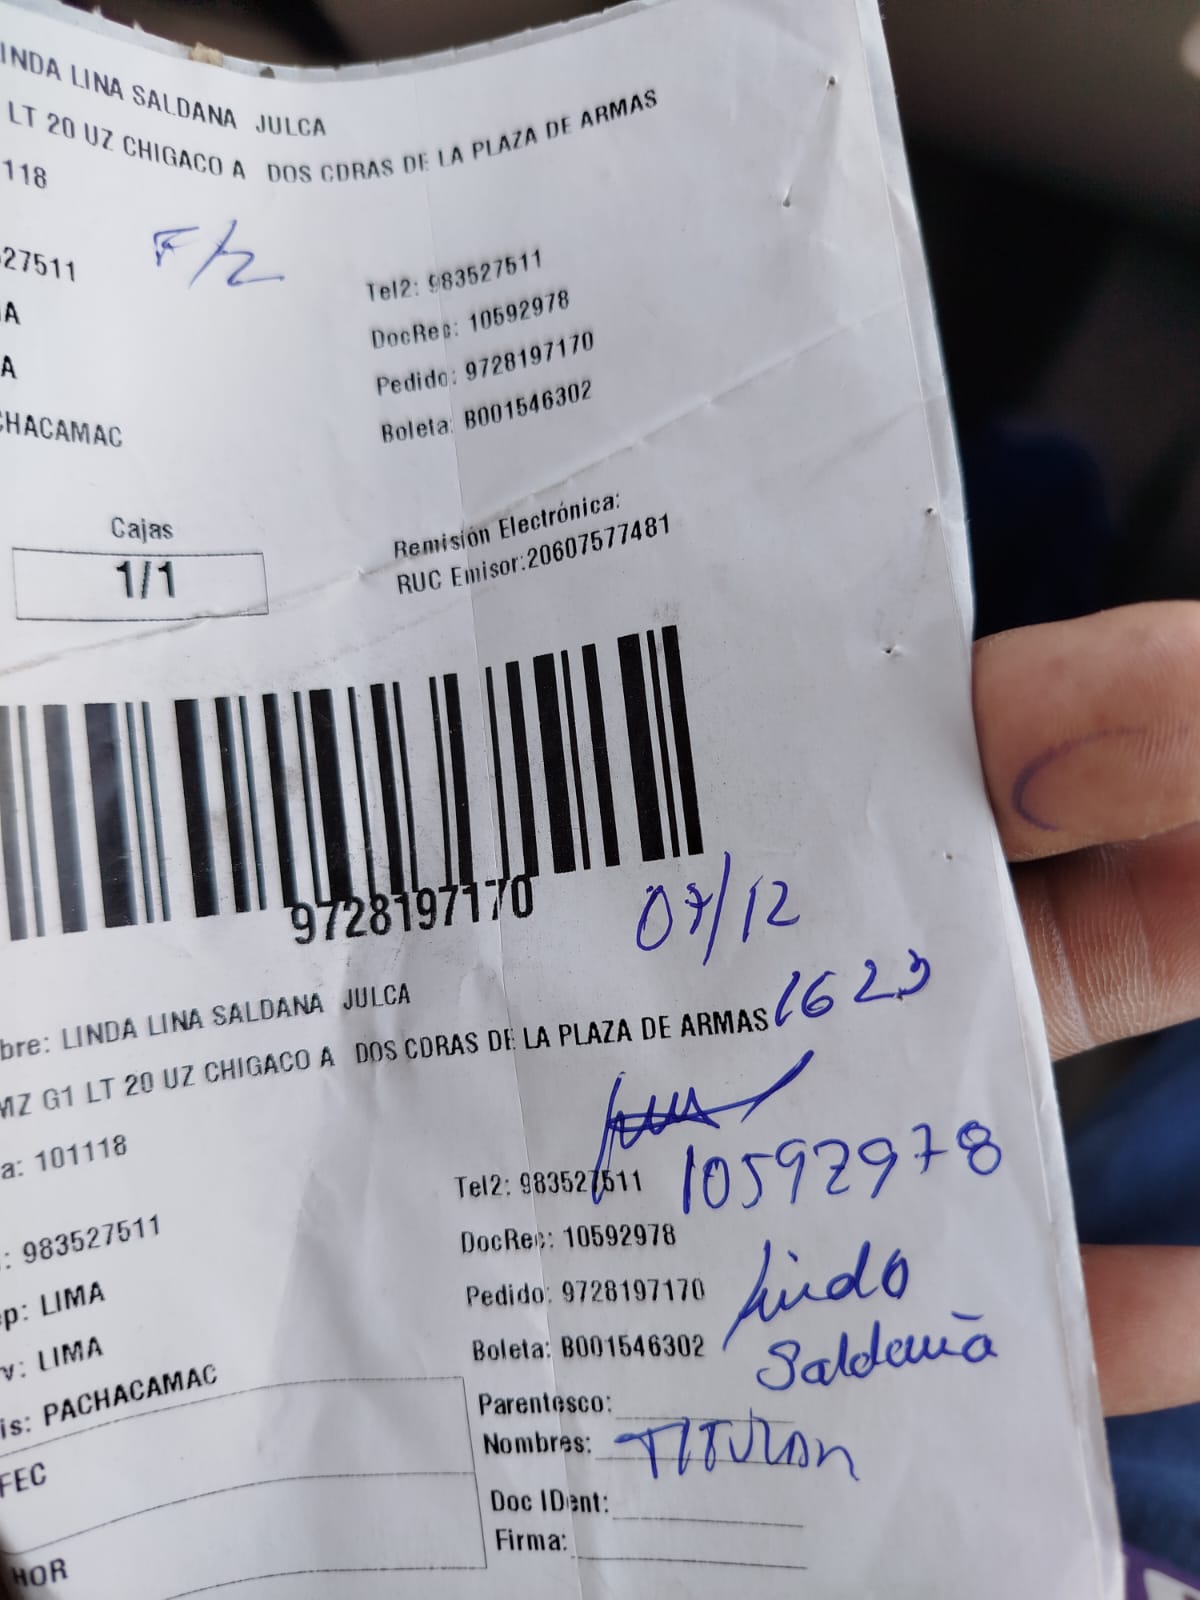 INDA LINA SALDANA JULCA
LT 20 UZ CHIGACO A DOS CDRAS DE LA PLAZA DE ARMAS
118
27511
F/2
Tel2: 983527511
A
DocRec: 10592978
A
Pedido: 9728197170
CHACAMAC
Boleta: B001546302
Cajas
1/1
Remisión Electrónica:
RUC Emisor:20607577481
9728197170
07/12
bre: LINDA LINA SALDANA JULCA
1623
MZ G1 LT 20 UZ CHIGACO A DOS CDRAS DE LA PLAZA DE ARMAS
a: 101118
10592978
Tel2: 983527511
: 983527511
DocRec: 10592978
p: LIMA
Pedido: 9728197170
Linda
v: LIMA
Boleta: B001546302
Saldaña
is: PACHACAMAC
Parentesco:
Nombres: TITULAR
FEC
Doc IDent:
Firma:
HOR